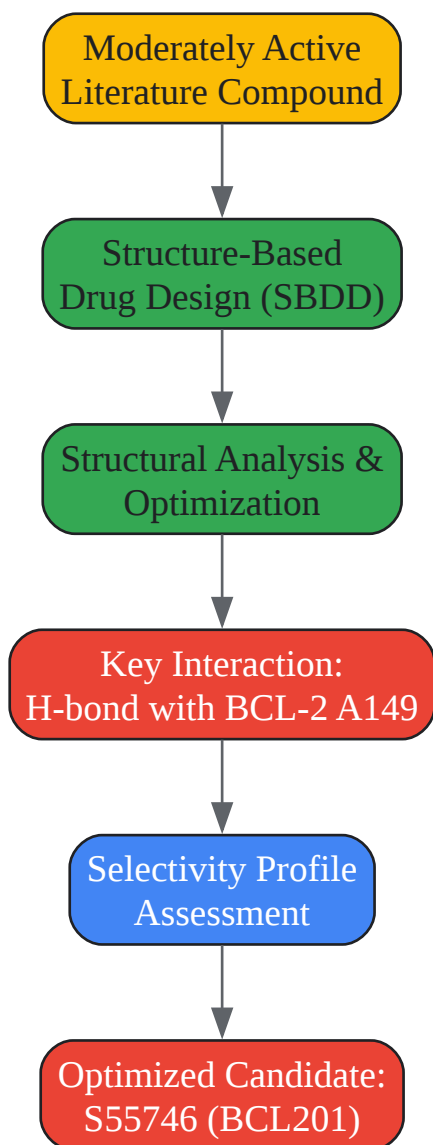 Moderately Active
Literature Compound
Structure-Based
Drug Design (SBDD)
Structural Analysis &
Optimization
Key Interaction:
H-bond with BCL-2 A149
Selectivity Profile
Assessment
Optimized Candidate:
S55746 (BCL201)